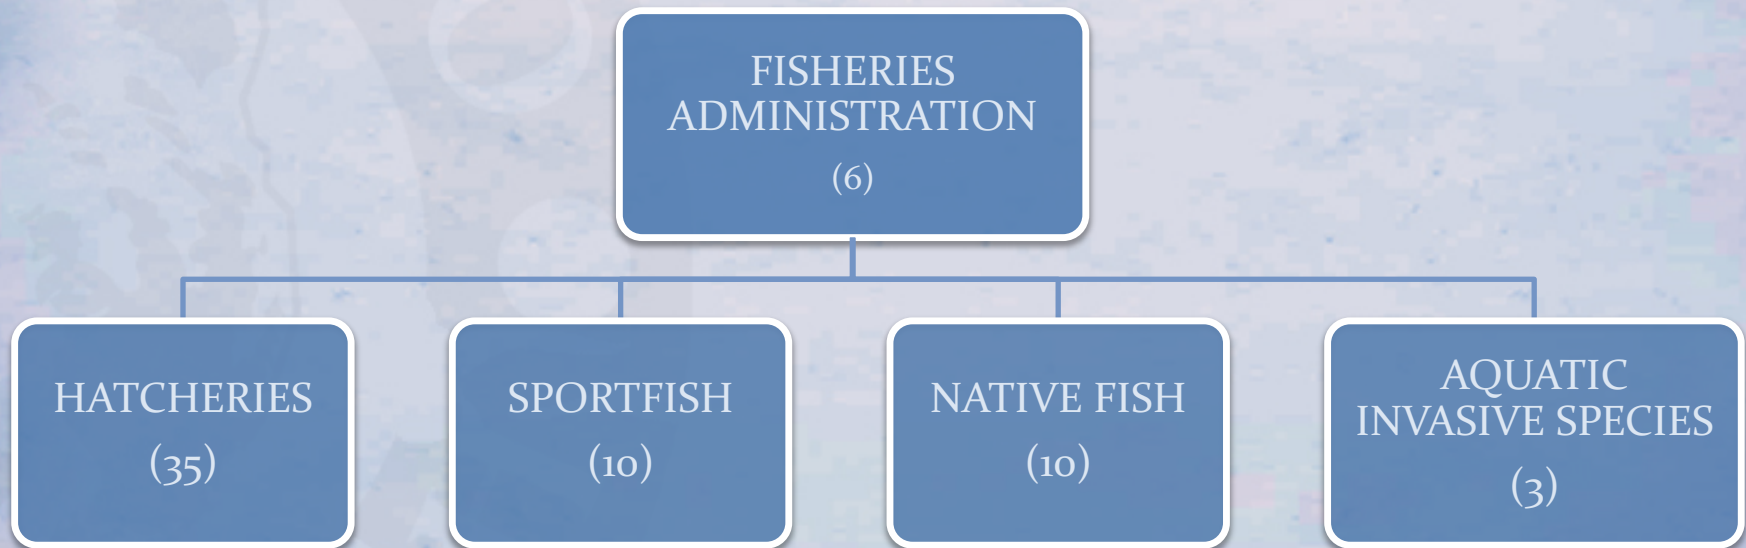 FISHERIES
ADMINISTRATION
(6)
HATCHERIES
(35)
SPORTFISH
(10)
NATIVE FISH
(10)
AQUATIC
INVASIVE SPECIES
(3)